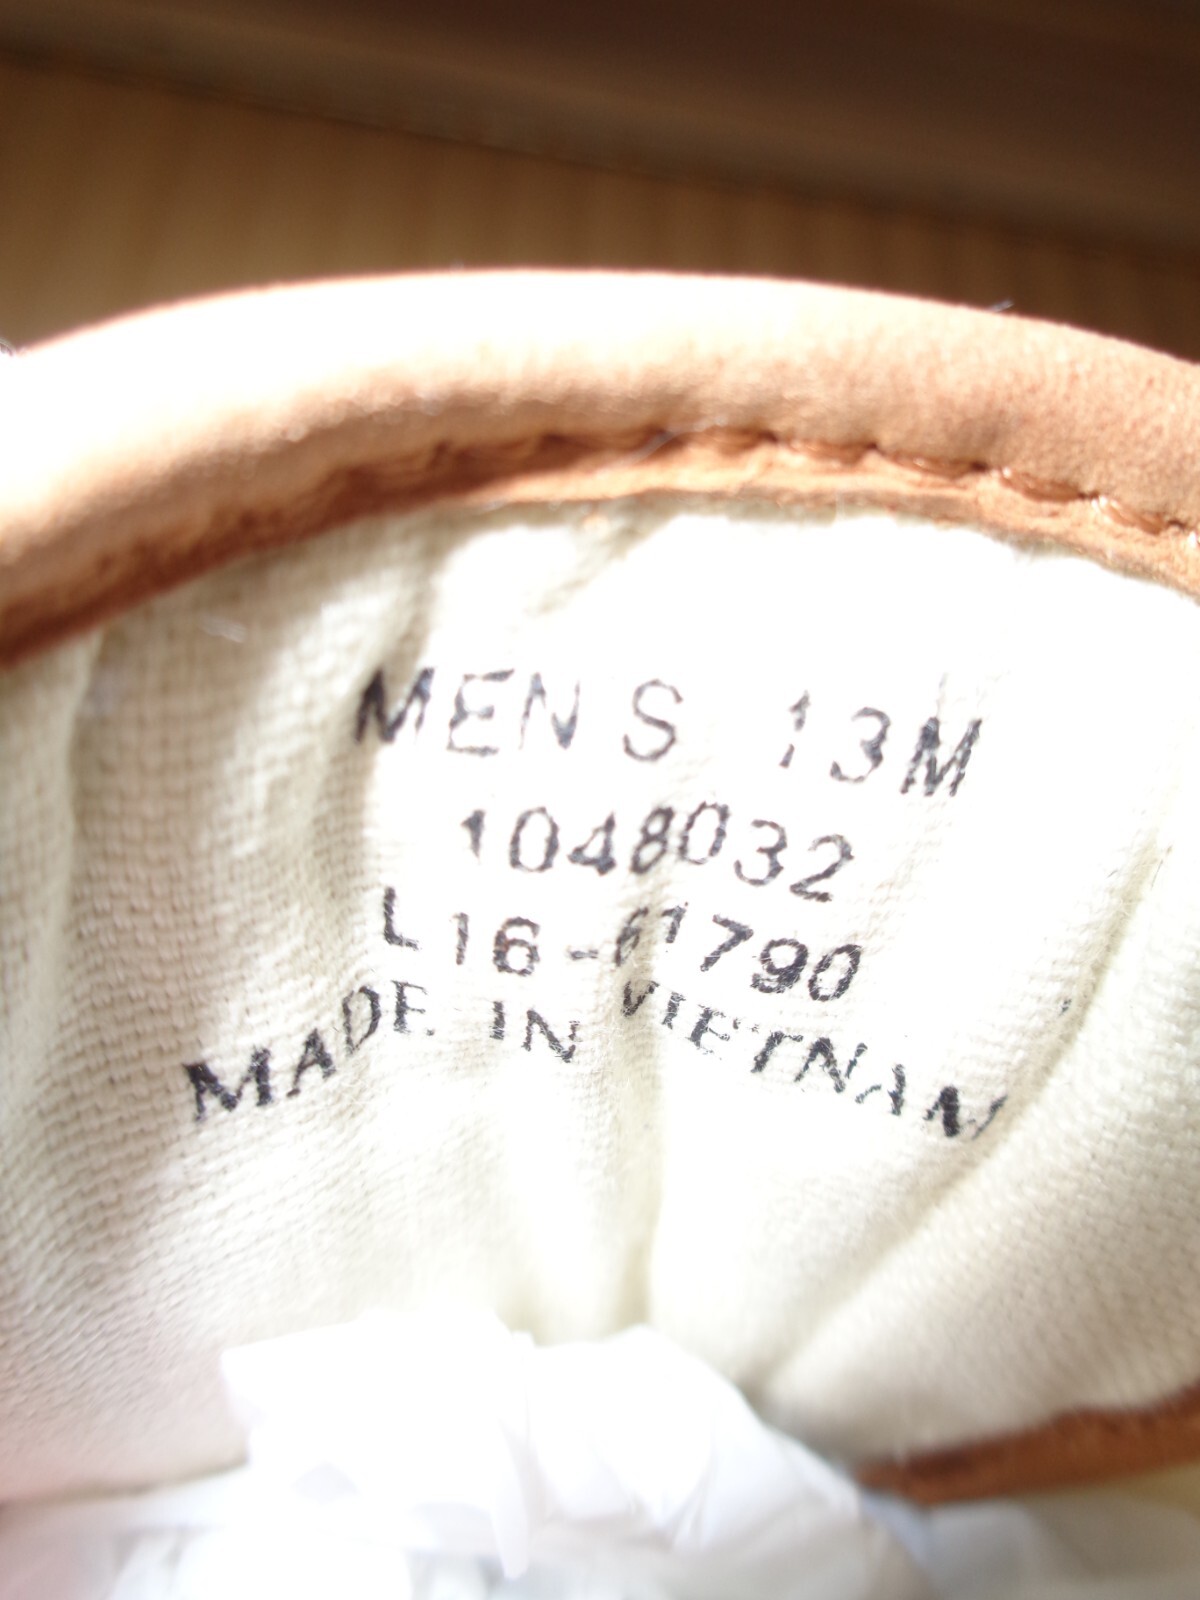 MENS 13M
1048032
L16-61790
MADE IN VIETNAM